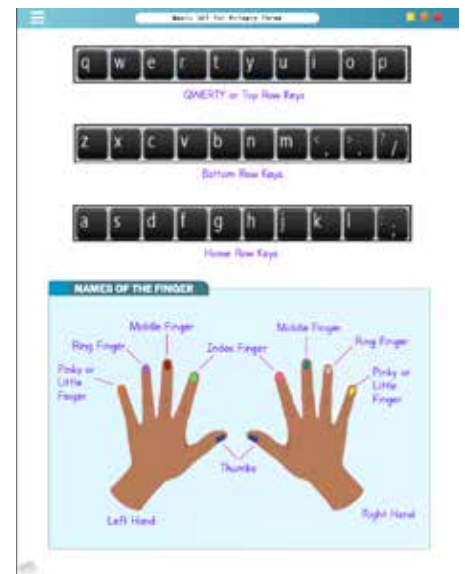 Basic ICT for Primary Three
q w e r t y u i o p
QWERTY or Top Row Keys
z x c v b n m < , > . ? /
Bottom Row Keys
a s d f g h j k l : ;
Home Row Keys
NAMES OF THE FINGER
Middle Finger
Middle Finger
Ring Finger
Index Finger
Ring Finger
Pinky or
Little
Finger
Pinky or
Little
Finger
Thumbs
Left Hand
Right Hand